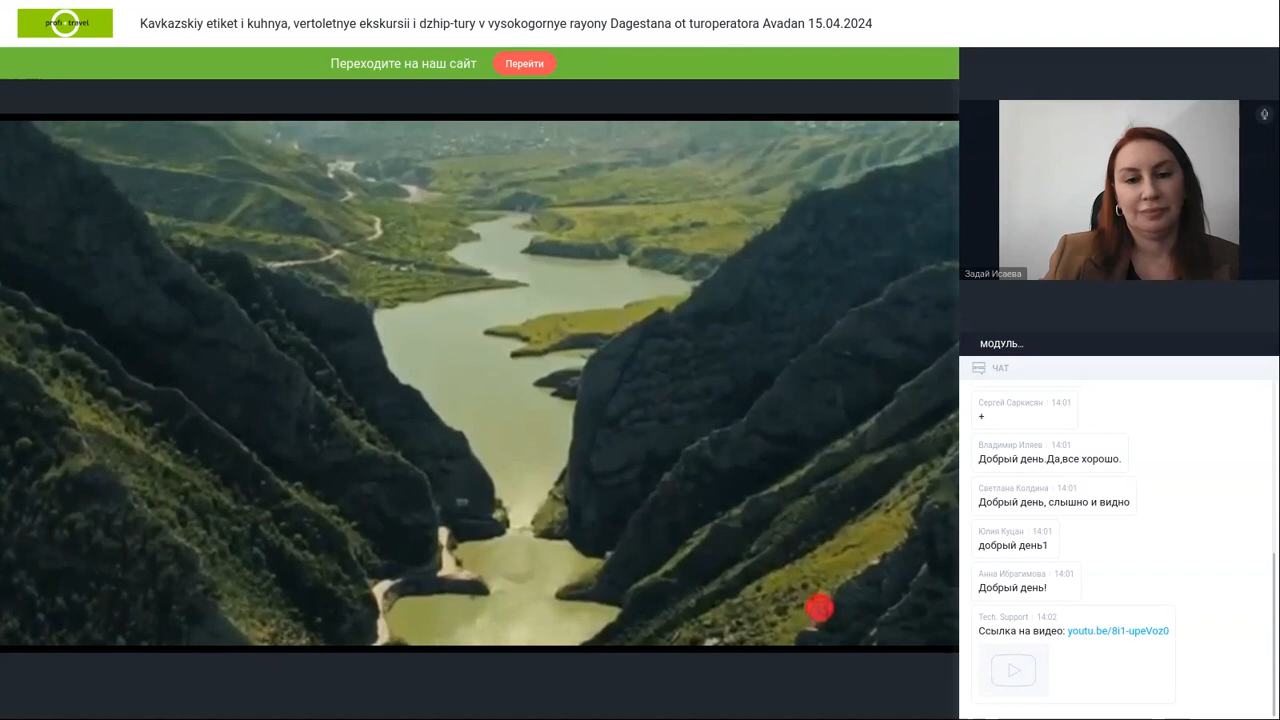 profi travel
Kavkazskiy etiket i kuhnya, vertoletnye ekskursii i dzhip-tury v vysokogornye rayony Dagestana ot turoperatora Aylantan 15.04.2024
Переходите на наш сайт
Перейти
Задай Исаева
МОДУЛЬ...
ЧАТ
Сергей Саркисян 14:01
+
Владимир Иляев 14:01
Добрый день.Да,все хорошо.
Светлана Колдина 14:01
Добрый день, слышно и видно
Юлия Куцан 14:01
добрый день1
Анна Ибрагимова 14:01
Добрый день!
Tech. Support 14:02
Ссылка на видео: youtu.be/8i1-upeVoz0